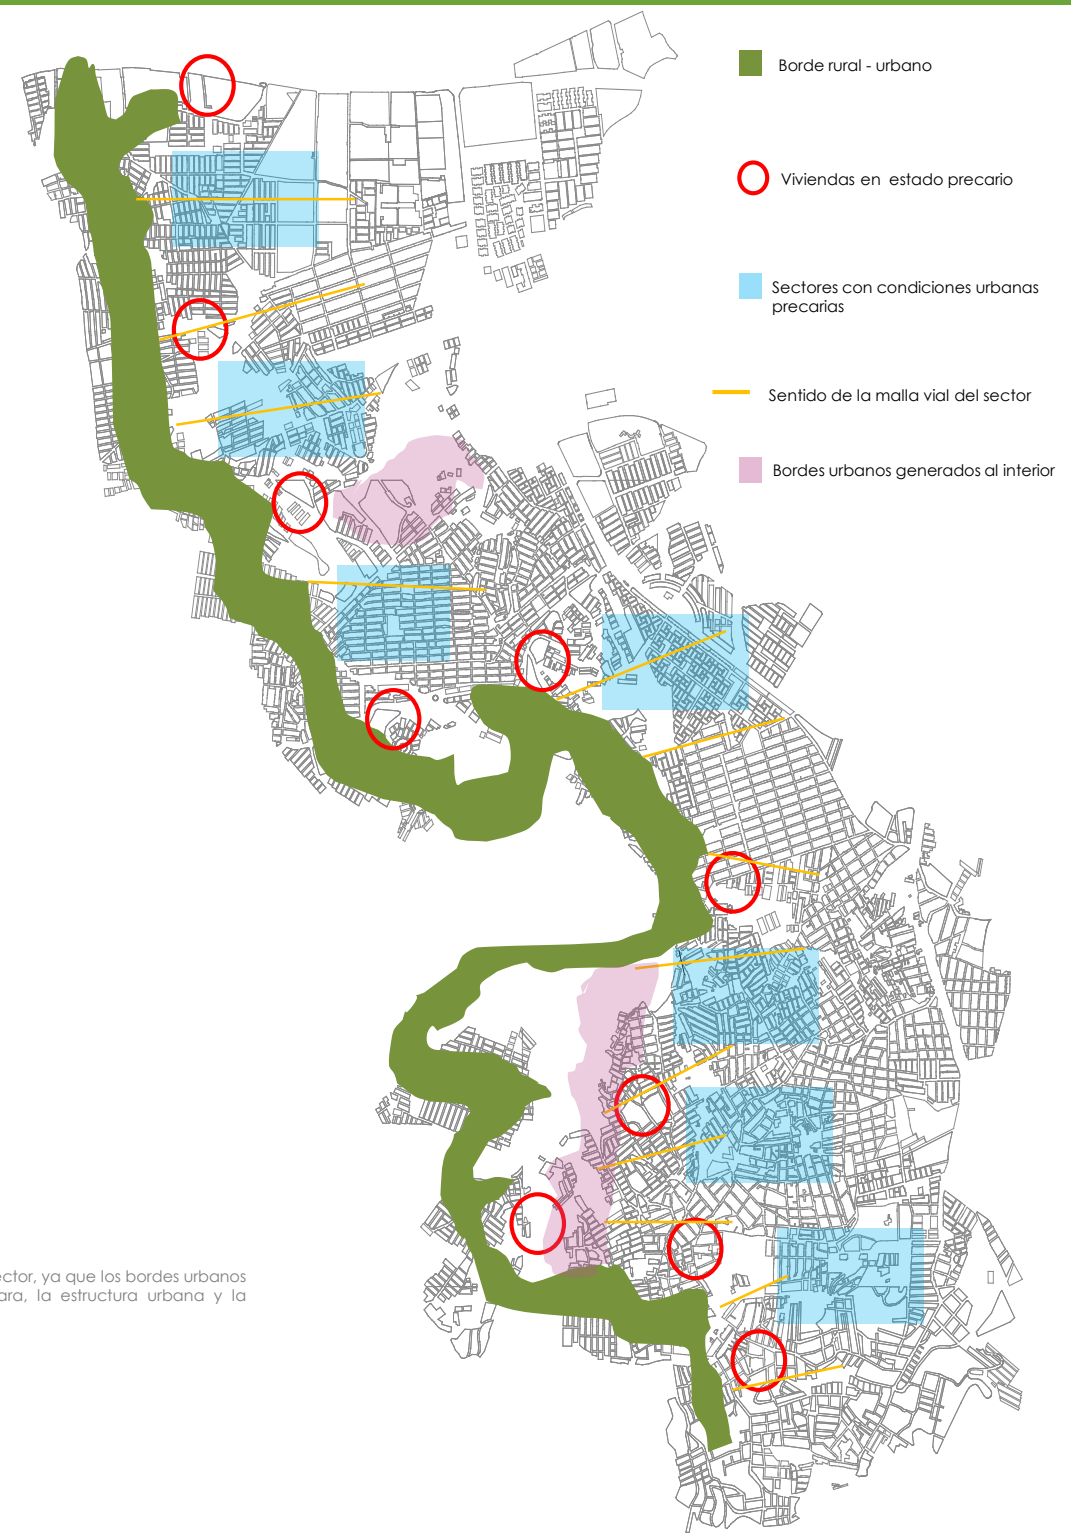 Borde rural - urbano
Viviendas en estado precario
Sectores con condiciones urbanas
precarias
Sentido de la malla vial del sector
Bordes urbanos generados al interior
ector, ya que los bordes urbanos
ara, la estructura urbana y la